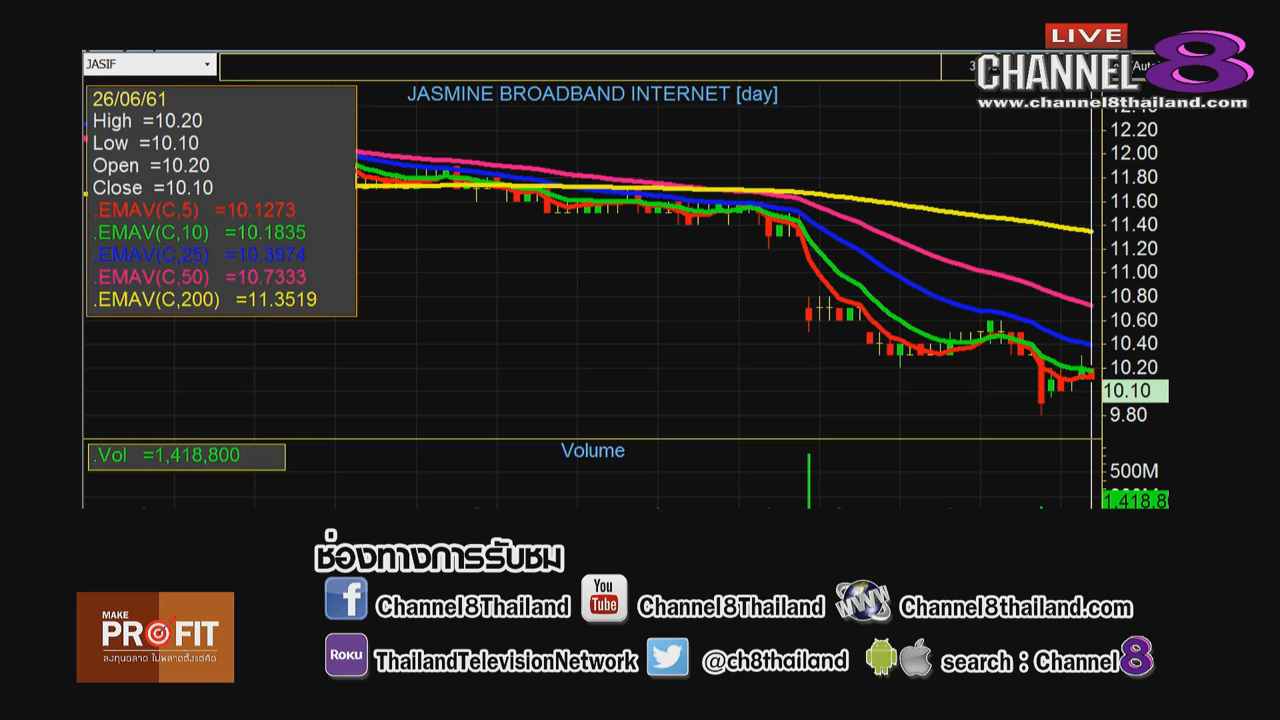 LIVE
CHANNEL 8
www.channel8thailand.com
JASIF
JASMINE BROADBAND INTERNET [day]
26/06/61
High =10.20
Low =10.10
Open =10.20
Close =10.10
.EMAV(C,5) =10.1273
.EMAV(C,10) =10.1835
.EMAV(C,25) =10.3974
.EMAV(C,50) =10.7333
.EMAV(C,200) =11.3519
12.20
12.00
11.80
11.60
11.40
11.20
11.00
10.80
10.60
10.40
10.20
10.10
9.80
.Vol =1,418,800
Volume
500M
1,418,8
ช่องทางการรับชม
f Channel8Thailand You Tube Channel8Thailand WWW Channel8thailand.com
Roku ThailandTelevisionNetwork @ch8thailand search : Channel8
MAKE
PROFIT
ลงทุนฉลาด ไม่พลาดตั้งแต่คิด